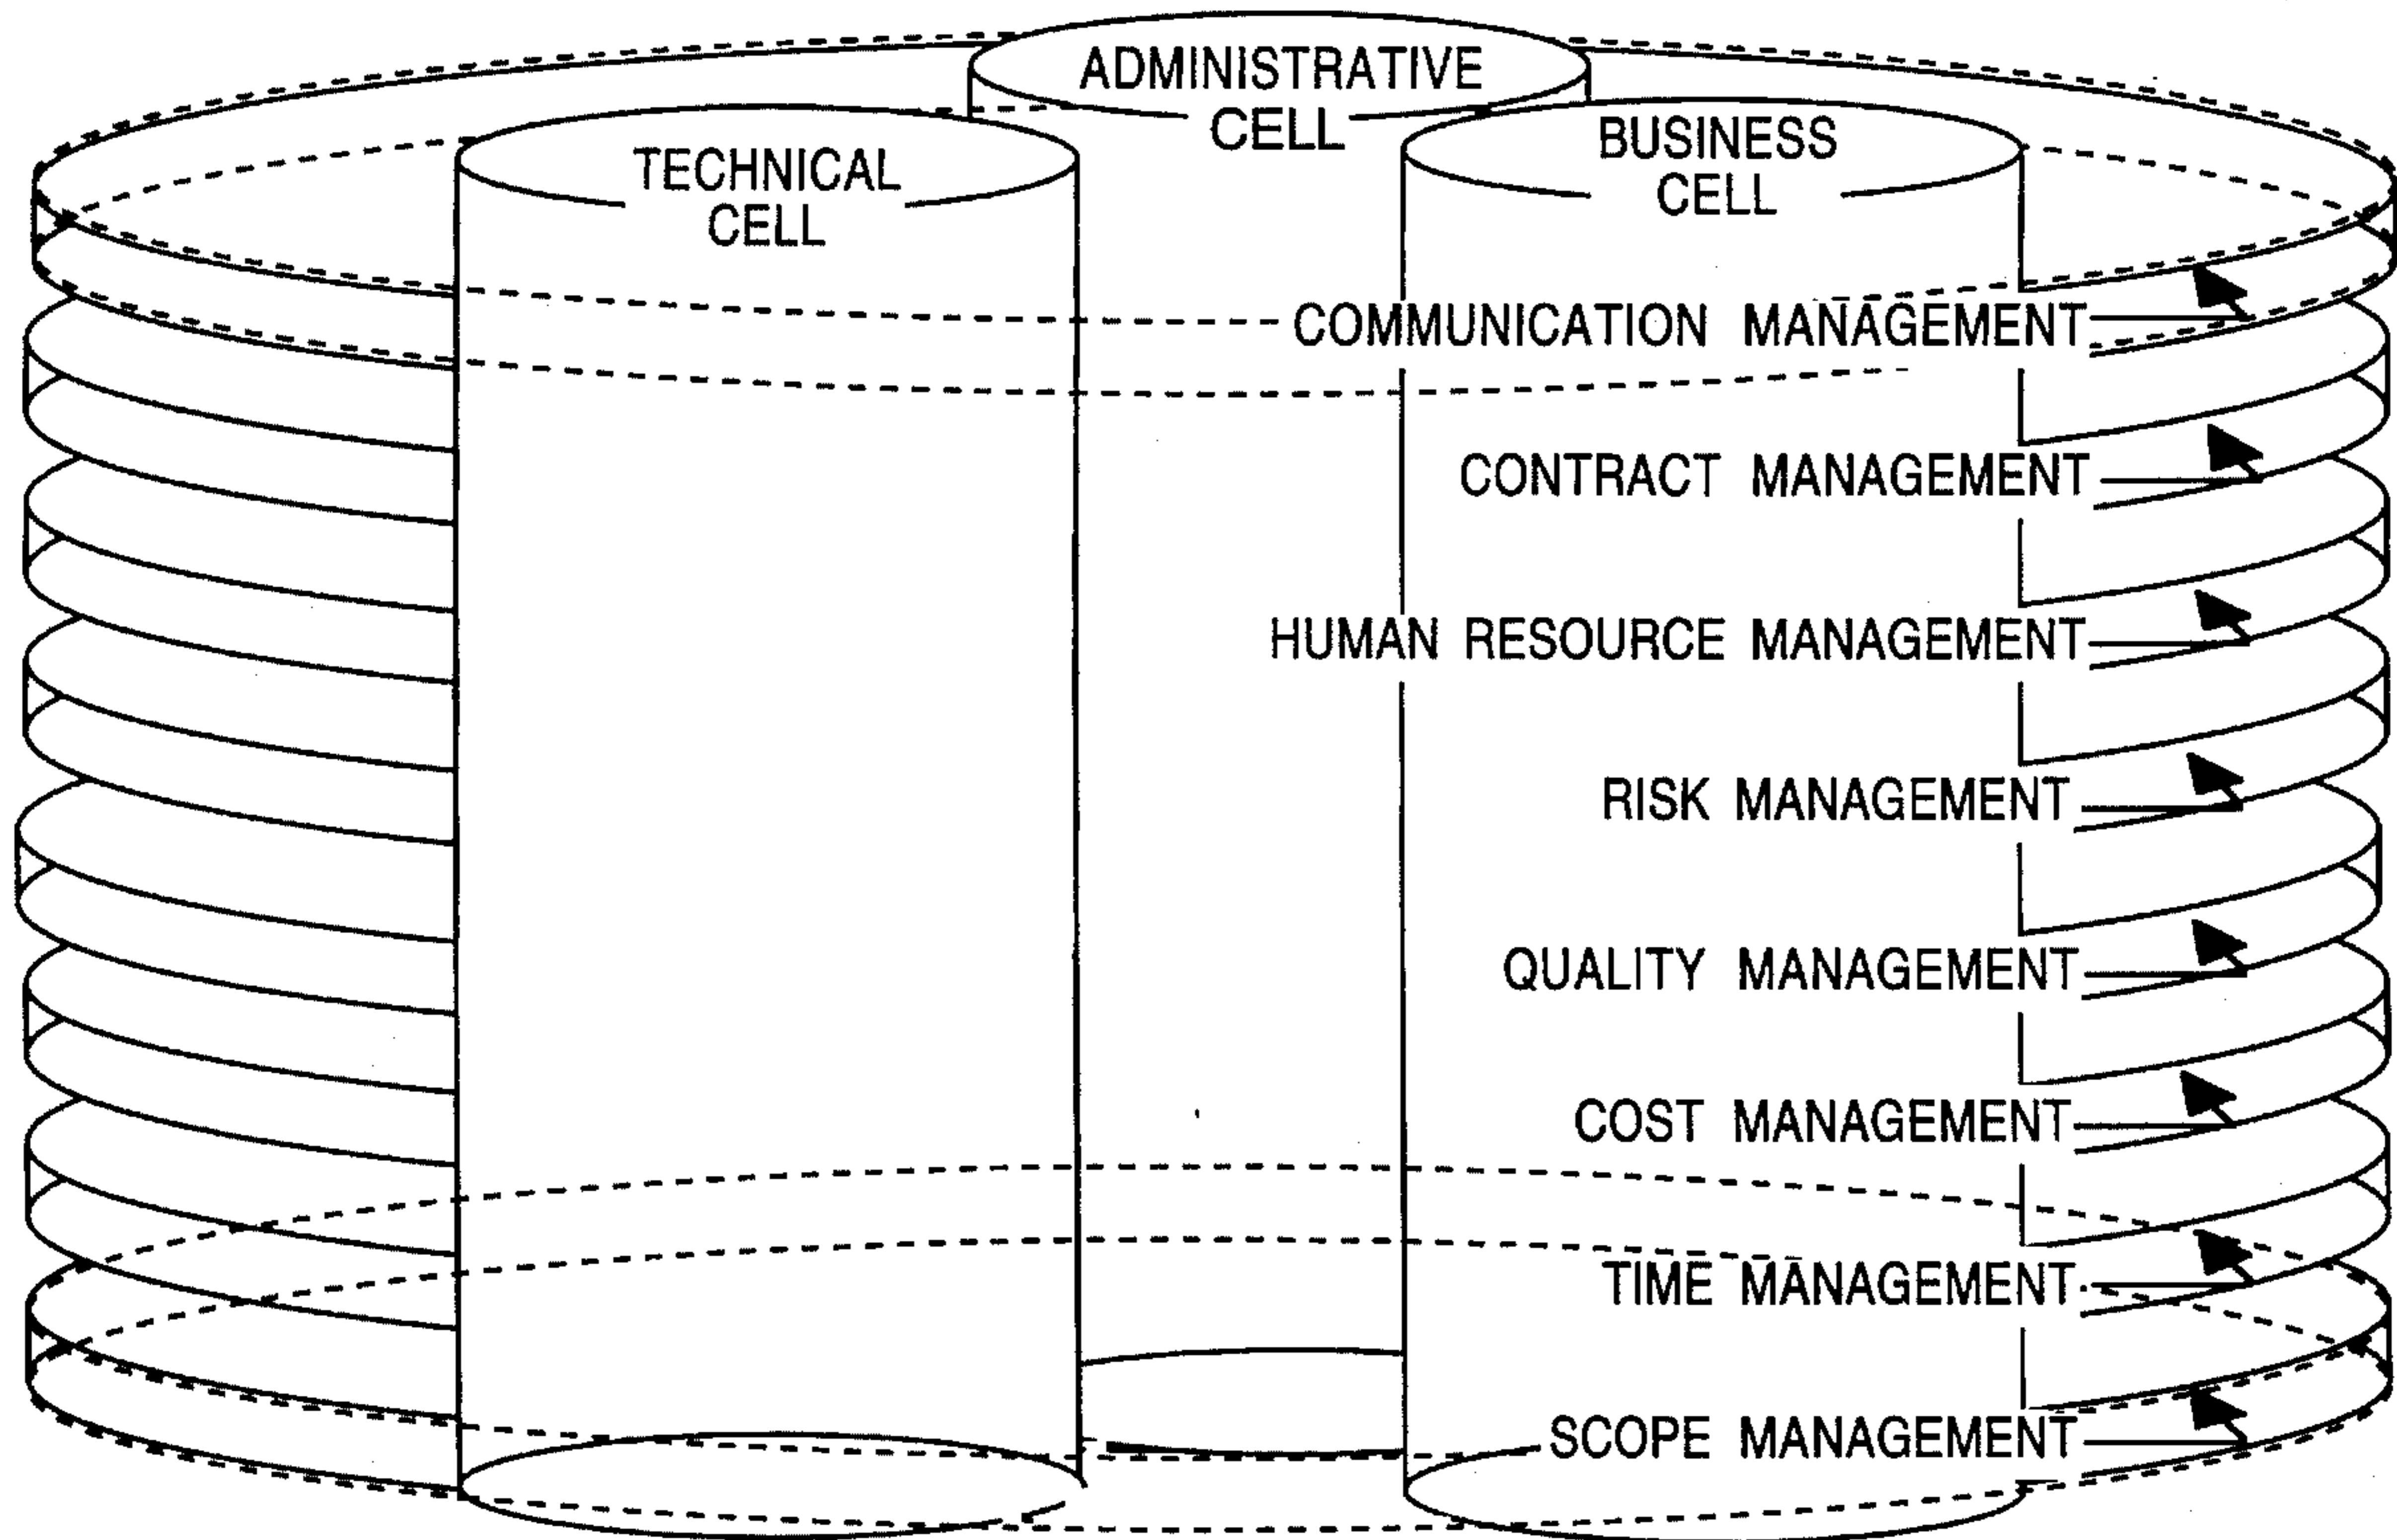 ADMINISTRATIVE
CELL
TECHNICAL
CELL
BUSINESS
CELL
COMMUNICATION MANAGEMENT
CONTRACT MANAGEMENT
HUMAN RESOURCE MANAGEMENT
RISK MANAGEMENT
QUALITY MANAGEMENT
COST MANAGEMENT
TIME MANAGEMENT
SCOPE MANAGEMENT